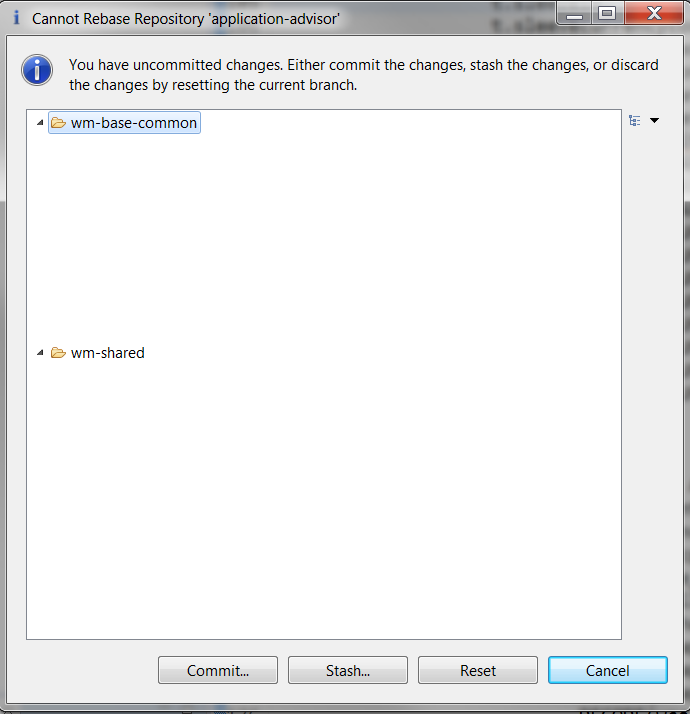 Cannot Rebase Repository 'application-advisor'
You have uncommitted changes. Either commit the changes, stash the changes, or discard
the changes by resetting the current branch.
wm-base-common
wm-shared
Commit...
Stash...
Reset
Cancel